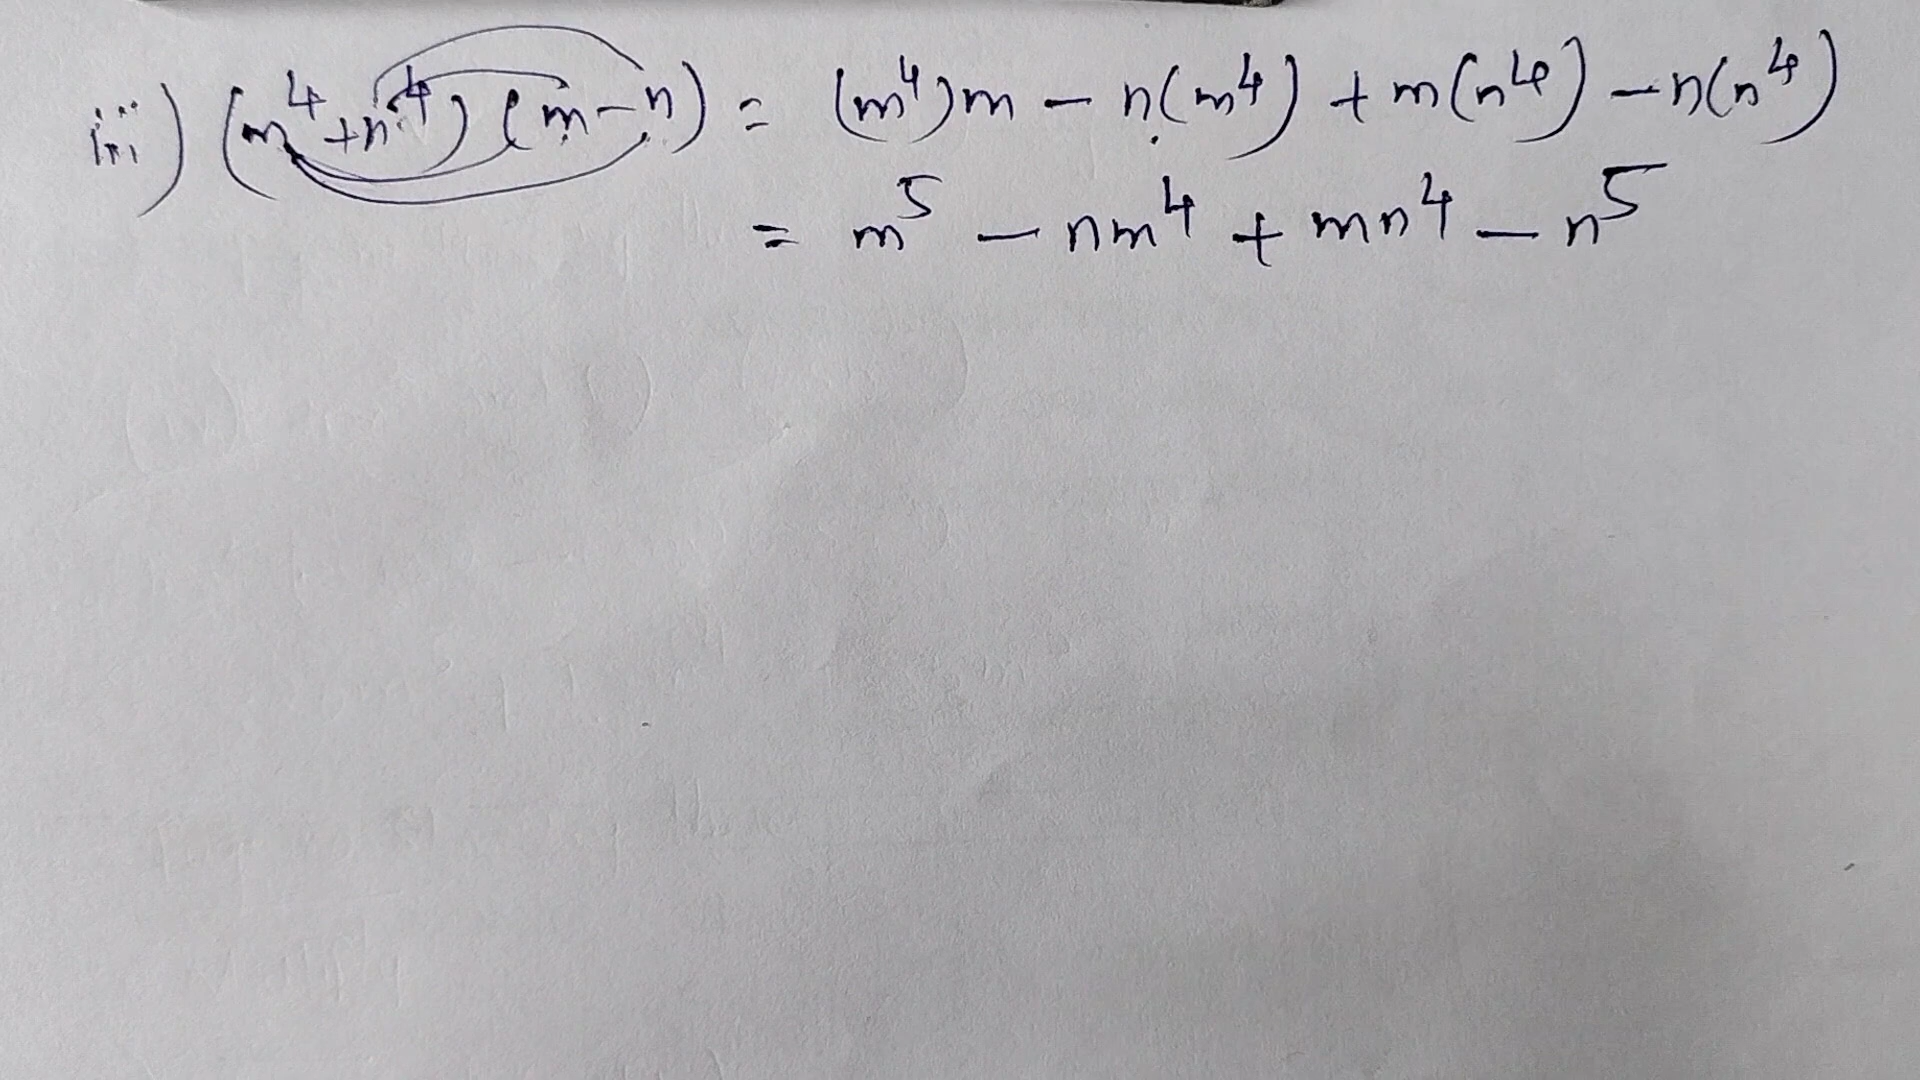 iii) (m⁴+n⁴) (m-n) = (m⁴)m - n(m⁴) + m(n⁴) - n(n⁴)
= m⁵ - nm⁴ + mn⁴ - n⁵